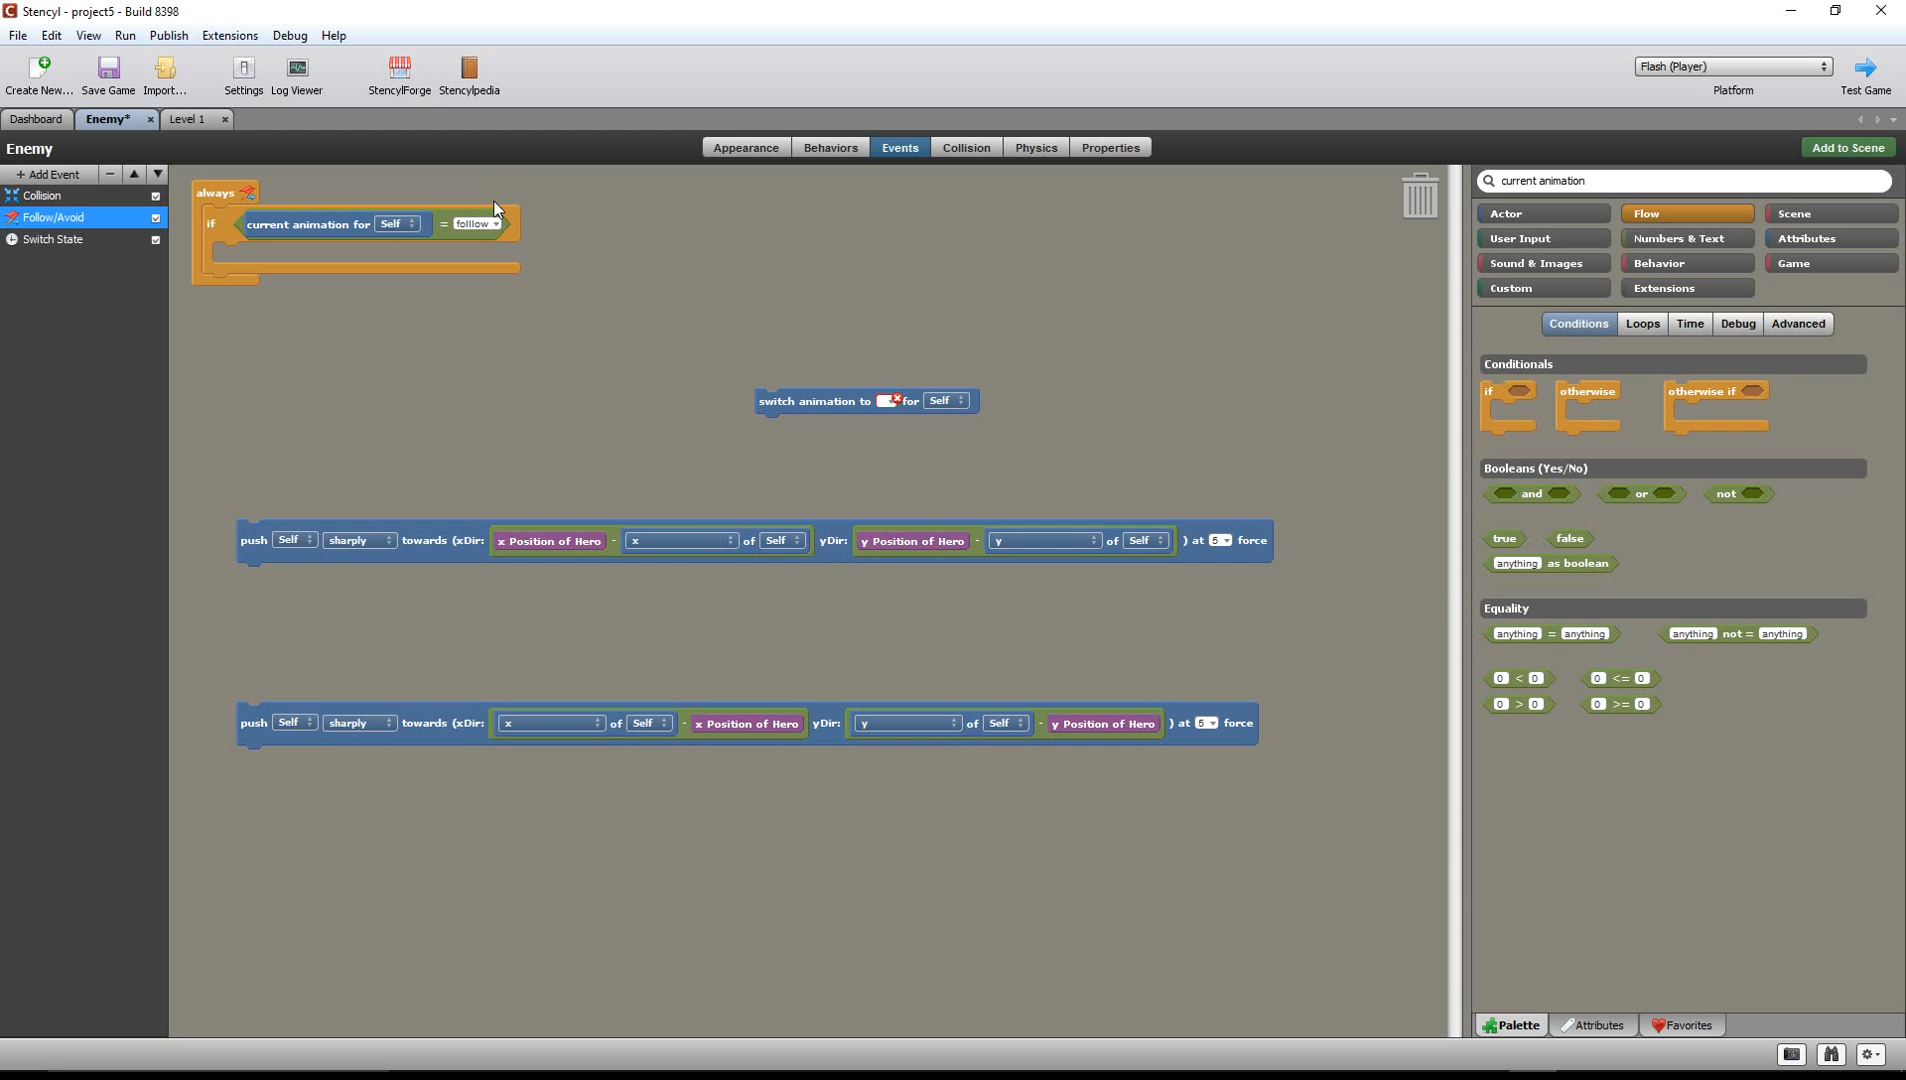 Stencyl - project5 - Build 8398
File Edit View Run Publish Extensions Debug Help
Create New... Save Game Import... Settings Log Viewer StencylForge Stencylpedia
Flash (Player)
Platform
Test Game
Dashboard Enemy* Level 1
Enemy
Appearance Behaviors Events Collision Physics Properties
Add to Scene
+ Add Event
Collision
Follow/Avoid
Switch State
always
if current animation for Self = folllow
switch animation to for Self
push Self sharply towards (xDir: x Position of Hero - x of Self yDir: y Position of Hero - y of Self ) at 5 force
push Self sharply towards (xDir: x of Self - x Position of Hero yDir: y of Self - y Position of Hero ) at 5 force
current animation
Actor Flow Scene
User Input Numbers & Text Attributes
Sound & Images Behavior Game
Custom Extensions
Conditions Loops Time Debug Advanced
Conditionals
if otherwise otherwise if
Booleans (Yes/No)
and or not
true false
anything as boolean
Equality
anything = anything anything not = anything
0 < 0 0 <= 0
0 > 0 0 >= 0
Palette Attributes Favorites